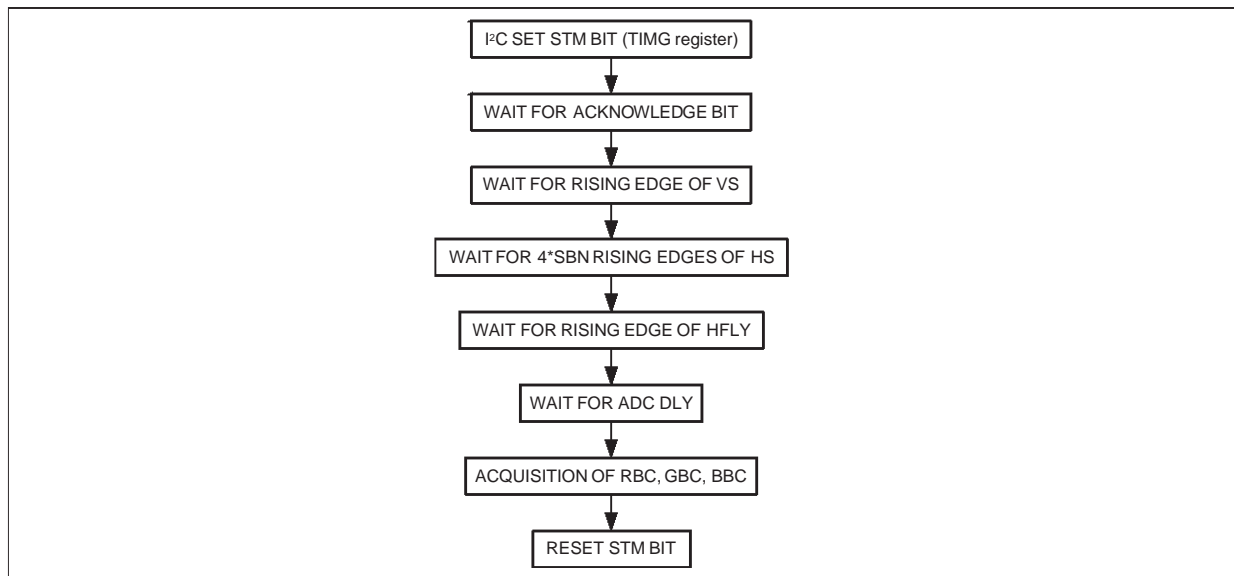 I²C SET STM BIT (TIMG register)
WAIT FOR ACKNOWLEDGE BIT
WAIT FOR RISING EDGE OF VS
WAIT FOR 4*SBN RISING EDGES OF HS
WAIT FOR RISING EDGE OF HFLY
WAIT FOR ADC DLY
ACQUISITION OF RBC, GBC, BBC
RESET STM BIT